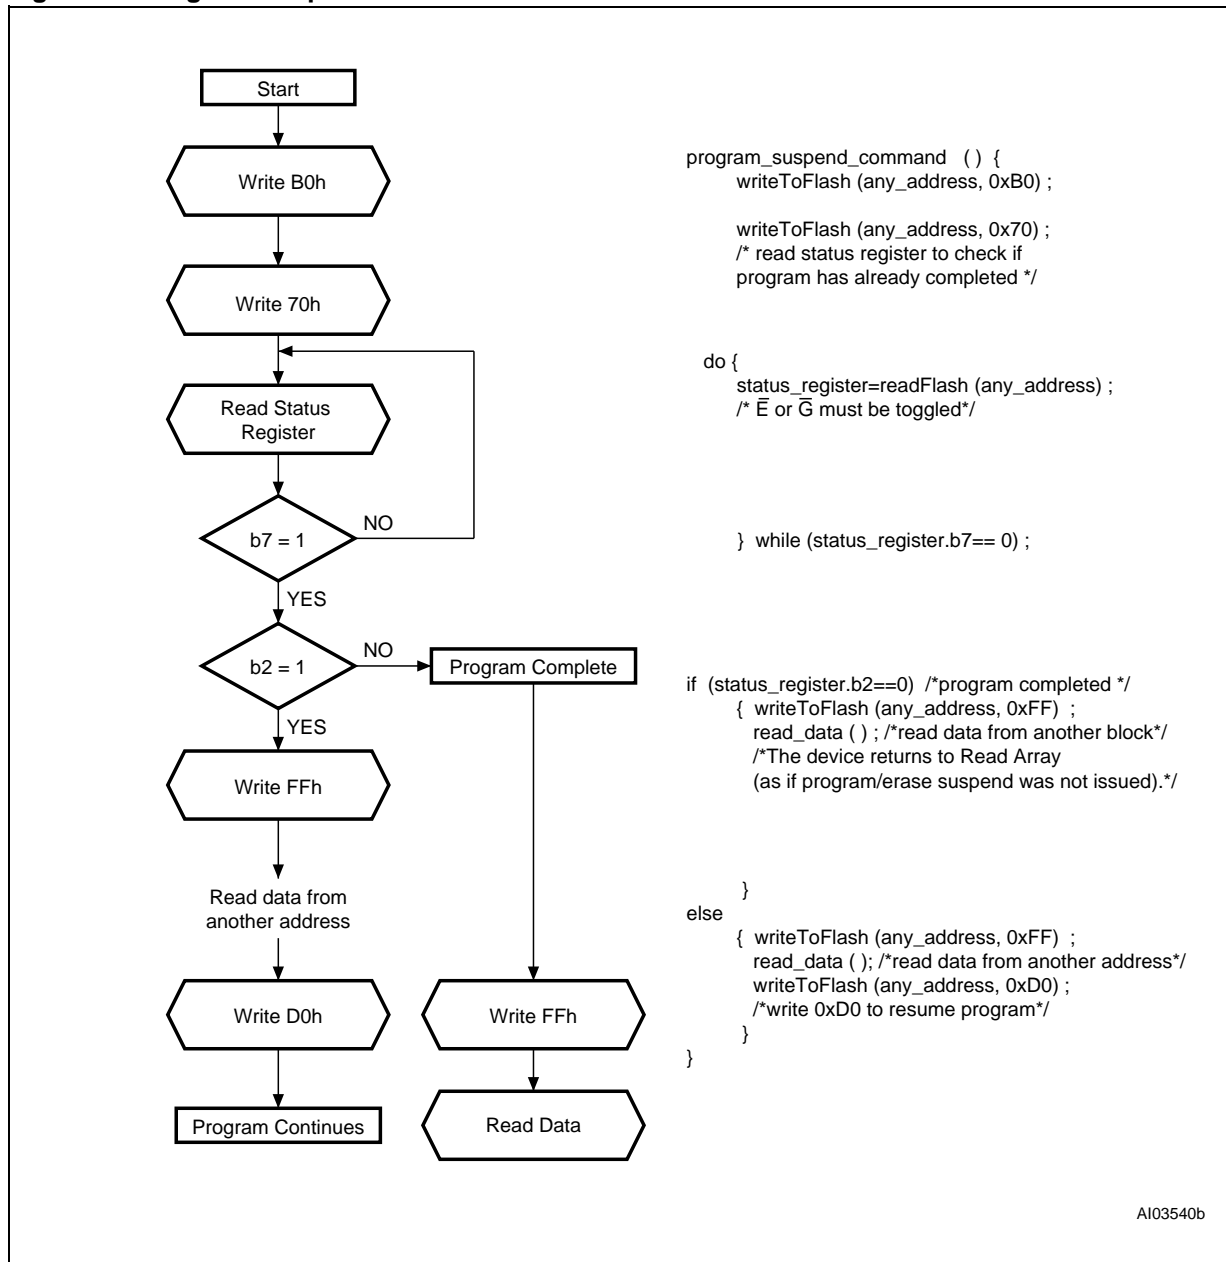 Start
Write B0h
Write 70h
Read Status
Register
NO
b7 = 1
YES
NO
b2 = 1
Program Complete
YES
Write FFh
Read data from
another address
Write D0h
Write FFh
Program Continues
Read Data
program_suspend_command ( ) {
writeToFlash (any_address, 0xB0) ;
writeToFlash (any_address, 0x70) ;
/* read status register to check if
program has already completed */
do {
status_register=readFlash (any_address) ;
/* E̅ or G̅ must be toggled*/
} while (status_register.b7== 0) ;
if (status_register.b2==0) /*program completed */
{ writeToFlash (any_address, 0xFF) ;
read_data ( ) ; /*read data from another block*/
/*The device returns to Read Array
(as if program/erase suspend was not issued).*/
}
else
{ writeToFlash (any_address, 0xFF) ;
read_data ( ); /*read data from another address*/
writeToFlash (any_address, 0xD0) ;
/*write 0xD0 to resume program*/
}
}
AI03540b